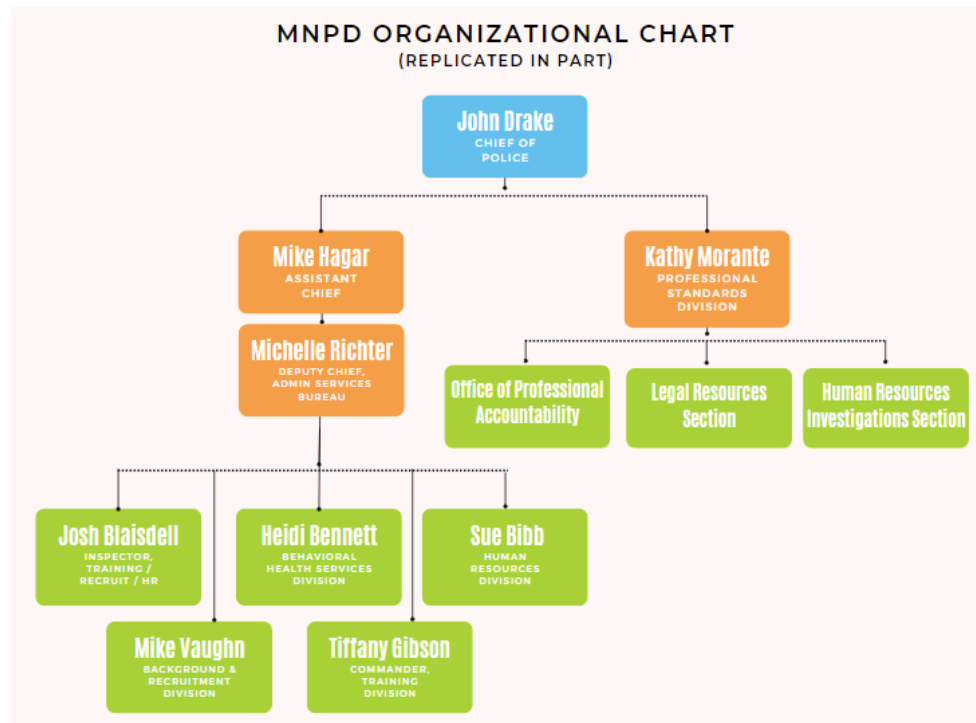 MNPD ORGANIZATIONAL CHART
(REPLICATED IN PART)
John Drake
CHIEF OF
POLICE
Mike Hagar
ASSISTANT
CHIEF
Kathy Morante
PROFESSIONAL
STANDARDS
DIVISION
Michelle Richter
DEPUTY CHIEF,
ADMIN SERVICES
BUREAU
Office of Professional
Accountability
Legal Resources
Section
Human Resources
Investigations Section
Josh Blaisdell
INSPECTOR,
TRAINING /
RECRUIT / HR
Heidi Bennett
BEHAVIORAL
HEALTH SERVICES
DIVISION
Sue Bibb
HUMAN
RESOURCES
DIVISION
Mike Vaughn
BACKGROUND &
RECRUITMENT
DIVISION
Tiffany Gibson
COMMANDER,
TRAINING
DIVISION